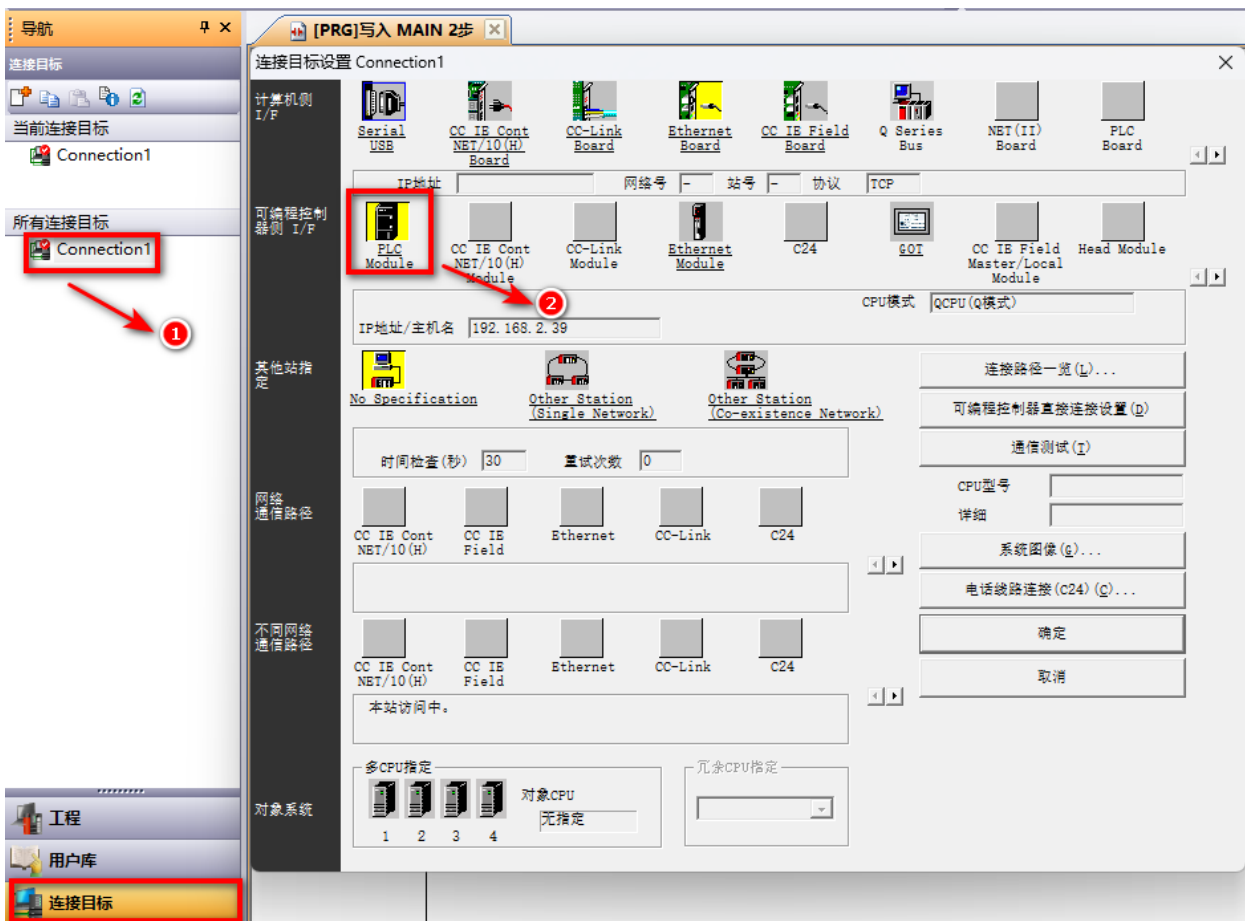 导航
[PRG]写入 MAIN 2步
连接目标
连接目标设置 Connection1
当前连接目标
Connection1
所有连接目标
Connection1
1
工程
用户库
连接目标
计算机侧
I/F
Serial
USB
CC IE Cont
NET/10(H)
Board
CC-Link
Board
Ethernet
Board
CC IE Field
Board
Q Series
Bus
NET(II)
Board
PLC
Board
IP地址
网络号 -
站号 -
协议 TCP
可编程控制
器侧 I/F
PLC
Module
CC IE Cont
NET/10(H)
Module
CC-Link
Module
Ethernet
Module
C24
GOT
CC IE Field
Master/Local
Module
Head Module
2
CPU模式 QCPU(Q模式)
IP地址/主机名 192.168.2.39
其他站指
定
No Specification
Other Station
(Single Network)
Other Station
(Co-existence Network)
时间检查(秒) 30
重试次数 0
连接路径一览(L)...
可编程控制器直接连接设置(D)
通信测试(T)
CPU型号
详细
系统图像(g)...
电话线路连接(C24)(C)...
确定
取消
网络
通信路径
CC IE Cont
NET/10(H)
CC IE
Field
Ethernet
CC-Link
C24
不同网络
通信路径
CC IE Cont
NET/10(H)
CC IE
Field
Ethernet
CC-Link
C24
本站访问中。
对象系统
多CPU指定
1 2 3 4
对象CPU
无指定
冗余CPU指定